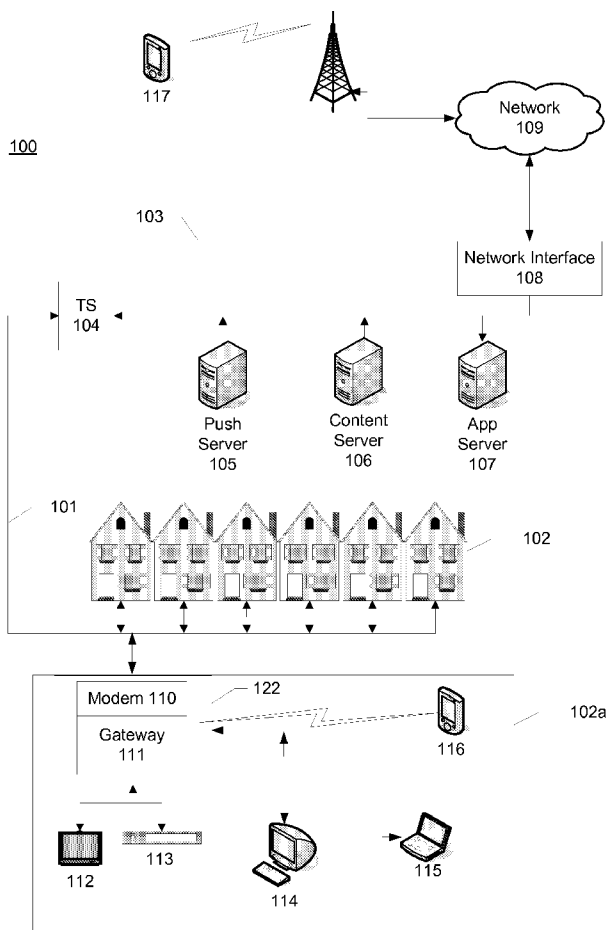 117
Network
109
100
103
Network Interface
108
TS
104
Push
Server
105
Content
Server
106
App
Server
107
101
102
Modem 110
122
102a
Gateway
111
116
112
113
114
115